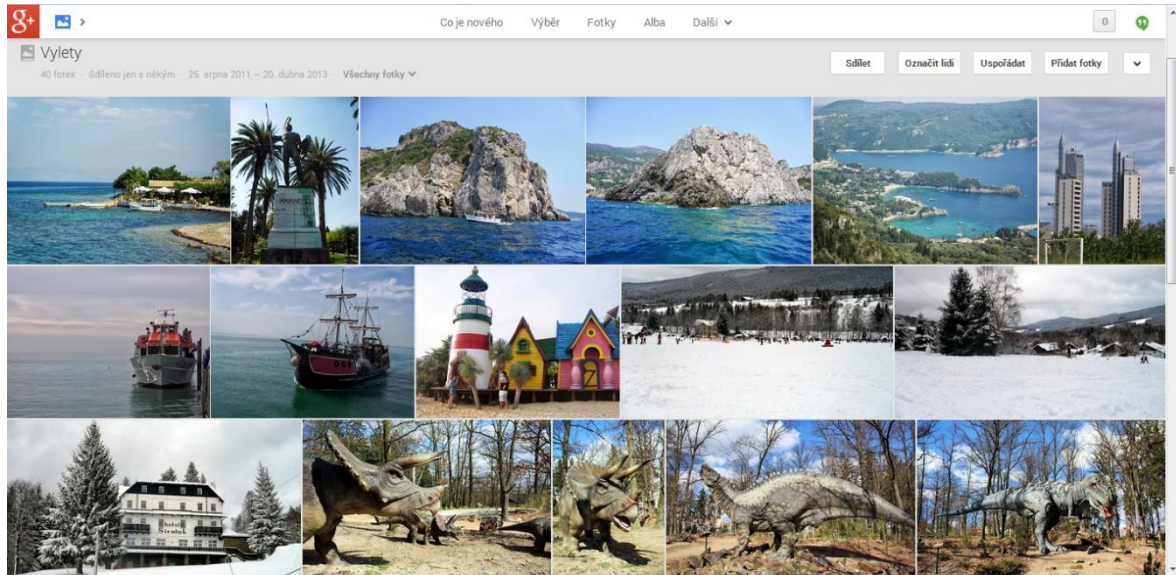 g+ Co je nového Výběr Fotky Alba Další 0
Vylety
40 fotek · Sdíleno jen s někým · 25. srpna 2011 – 20. dubna 2013 · Všechny fotky
Sdílet Označit lidi Uspořádat Přidat fotky
hotel